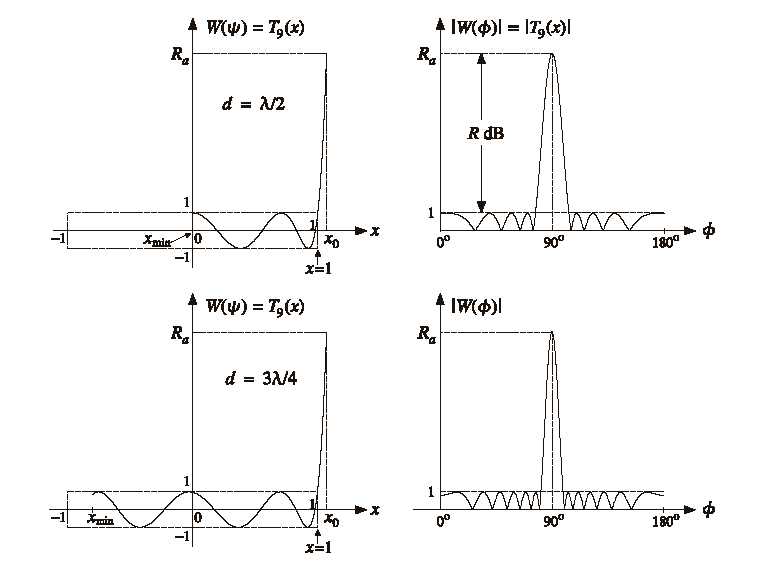 W(ψ) = T₉(x)
Rₐ
d = λ/2
1
1
−1
xmin
0
x₀
x
−1
x=1
|W(ϕ)| = |T₉(x)|
Rₐ
R dB
1
0° 90° 180° ϕ
W(ψ) = T₉(x)
Rₐ
d = 3λ/4
1
1
−1
xmin
0
x₀
x
−1
x=1
|W(ϕ)|
Rₐ
1
0° 90° 180° ϕ